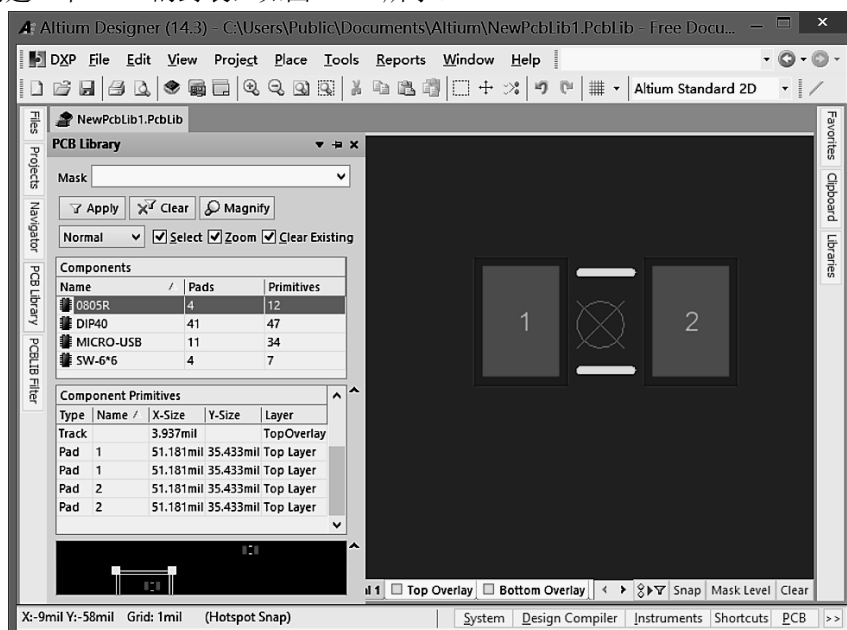 Altium Designer (14.3) - C:\Users\Public\Documents\Altium\NewPcbLib1.PcbLib - Free Docu...
DXP File Edit View Project Place Tools Reports Window Help
Altium Standard 2D
Files
Projects
Navigator
PCB Library
PCBLIB Filter
NewPcbLib1.PcbLib
PCB Library
Mask
Apply Clear Magnify
Normal Select Zoom Clear Existing
Components
Name / Pads Primitives
0805R 4 12
DIP40 41 47
MICRO-USB 11 34
SW-6*6 4 7
Component Primitives
Type Name / X-Size Y-Size Layer
Track 3.937mil TopOverlay
Pad 1 51.181mil 35.433mil Top Layer
Pad 1 51.181mil 35.433mil Top Layer
Pad 2 51.181mil 35.433mil Top Layer
Pad 2 51.181mil 35.433mil Top Layer
1 2
Favorites
Clipboard
Libraries
al 1 Top Overlay Bottom Overlay Snap Mask Level Clear
X:-9mil Y:-58mil Grid: 1mil (Hotspot Snap) System Design Compiler Instruments Shortcuts PCB >>